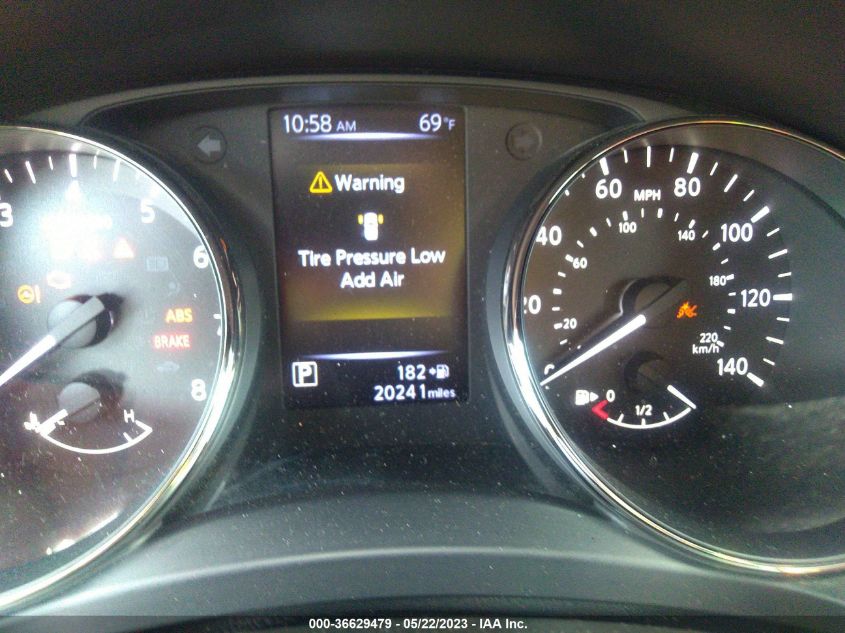 10:58 AM 69°F
Warning
Tire Pressure Low
Add Air
P 182
20241 miles
3 5 6 8
ABS
BRAKE
H
0 20 40 60 80 100 120 140
MPH
20 60 100 140 180 220
km/h
0 1/2
000-36629479 - 05/22/2023 - IAA Inc.